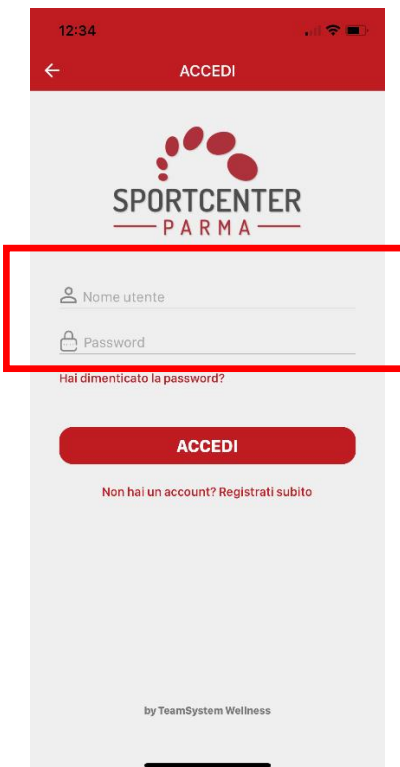 12:34
ACCEDI
SPORTCENTER
PARMA
Nome utente
Password
Hai dimenticato la password?
ACCEDI
Non hai un account? Registrati subito
by TeamSystem Wellness